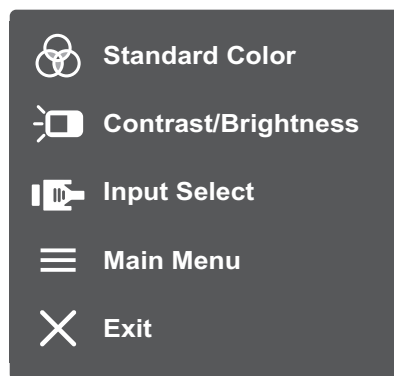 Standard Color
Contrast/Brightness
Input Select
Main Menu
Exit